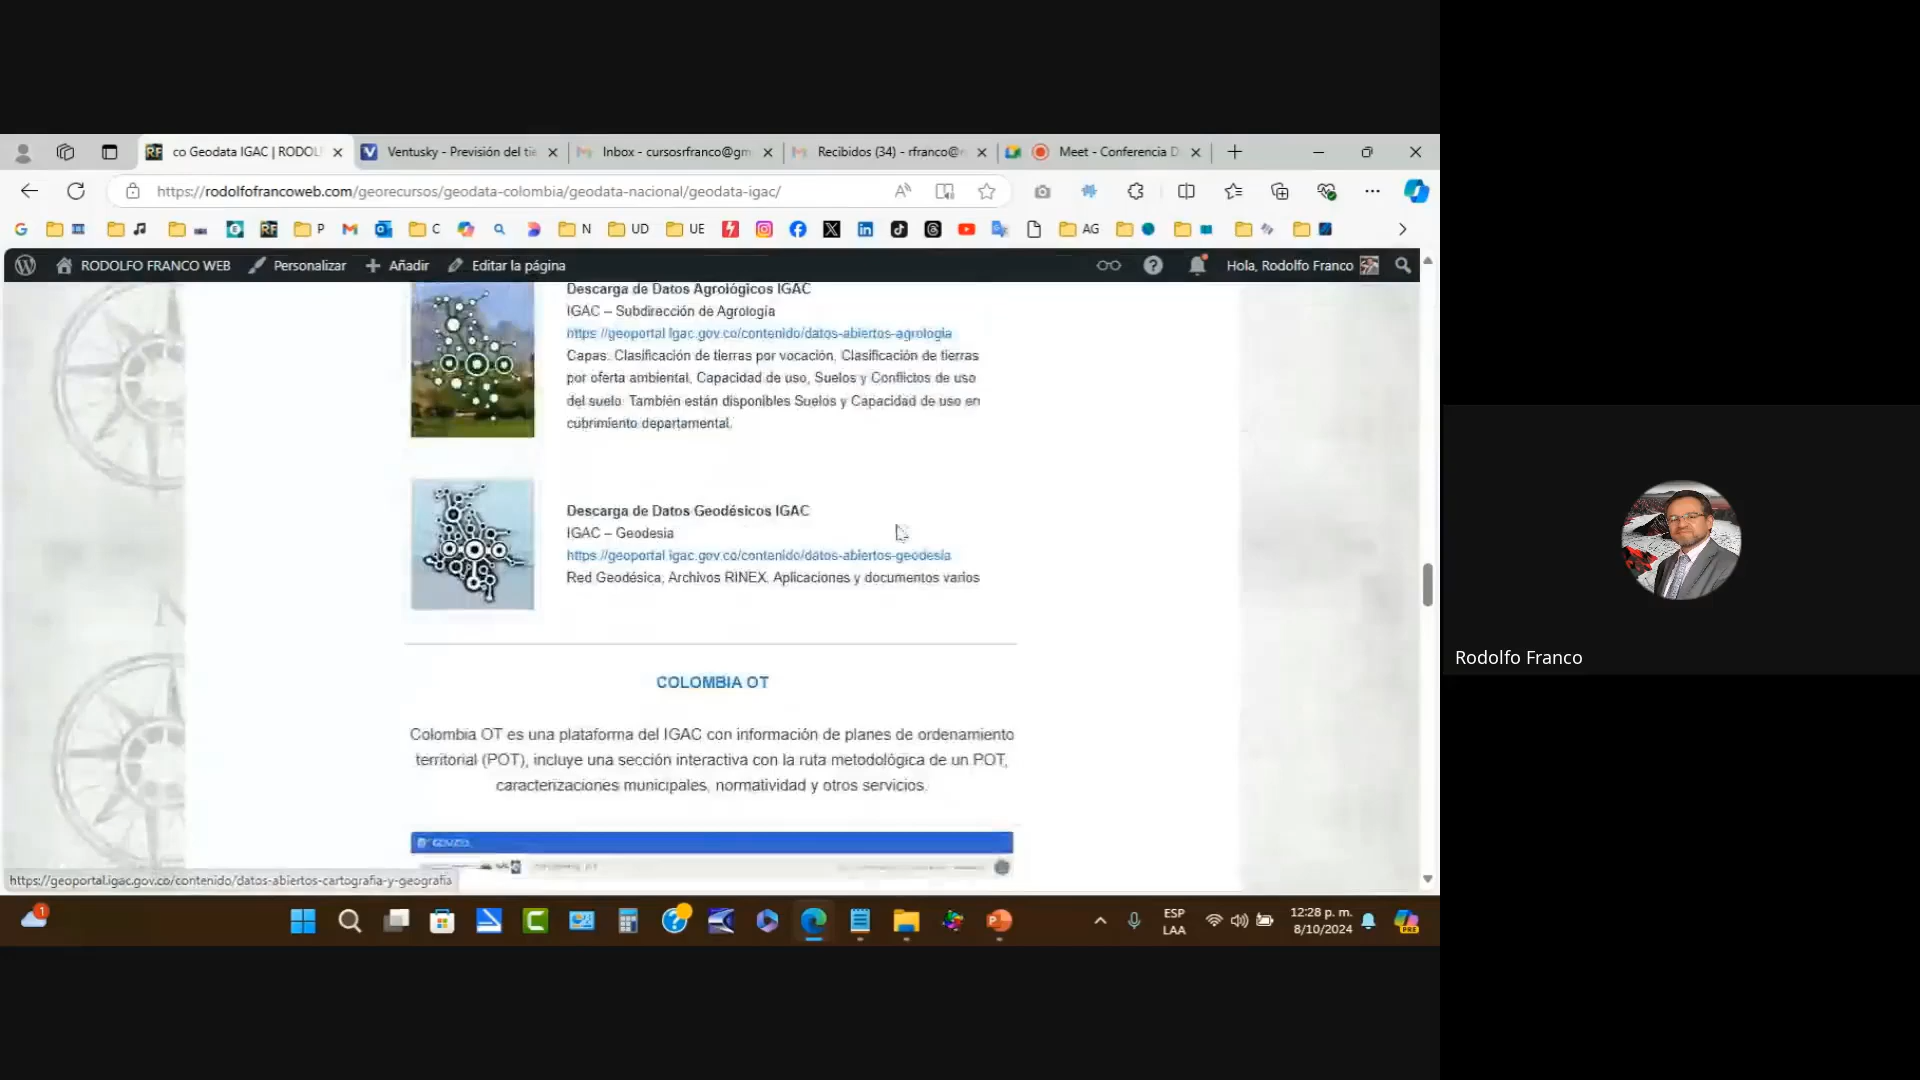 co Geodata IGAC | RODOL
Ventusky - Previsión del tie
Inbox - cursosrfranco@gm
Recibidos (34) - rfranco@
Meet - Conferencia D
https://rodolfofrancoweb.com/georecursos/geodata-colombia/geodata-nacional/geodata-igac/
P
C
N
UD
UE
AG
RODOLFO FRANCO WEB
Personalizar
Añadir
Editar la página
Hola, Rodolfo Franco
Descarga de Datos Agrológicos IGAC
IGAC – Subdirección de Agrología
https://geoportal.igac.gov.co/contenido/datos-abiertos-agrologia
Capas: Clasificación de tierras por vocación, Clasificación de tierras
por oferta ambiental, Capacidad de uso, Suelos y Conflictos de uso
del suelo. También están disponibles Suelos y Capacidad de uso en
cubrimiento departamental.
Descarga de Datos Geodésicos IGAC
IGAC – Geodesia
https://geoportal.igac.gov.co/contenido/datos-abiertos-geodesia
Red Geodésica, Archivos RINEX, Aplicaciones y documentos varios
COLOMBIA OT
Colombia OT es una plataforma del IGAC con información de planes de ordenamiento
territorial (POT), incluye una sección interactiva con la ruta metodológica de un POT,
caracterizaciones municipales, normatividad y otros servicios.
https://geoportal.igac.gov.co/contenido/datos-abiertos-cartografia-y-geografia
1
ESP
LAA
12:28 p. m.
8/10/2024
Rodolfo Franco